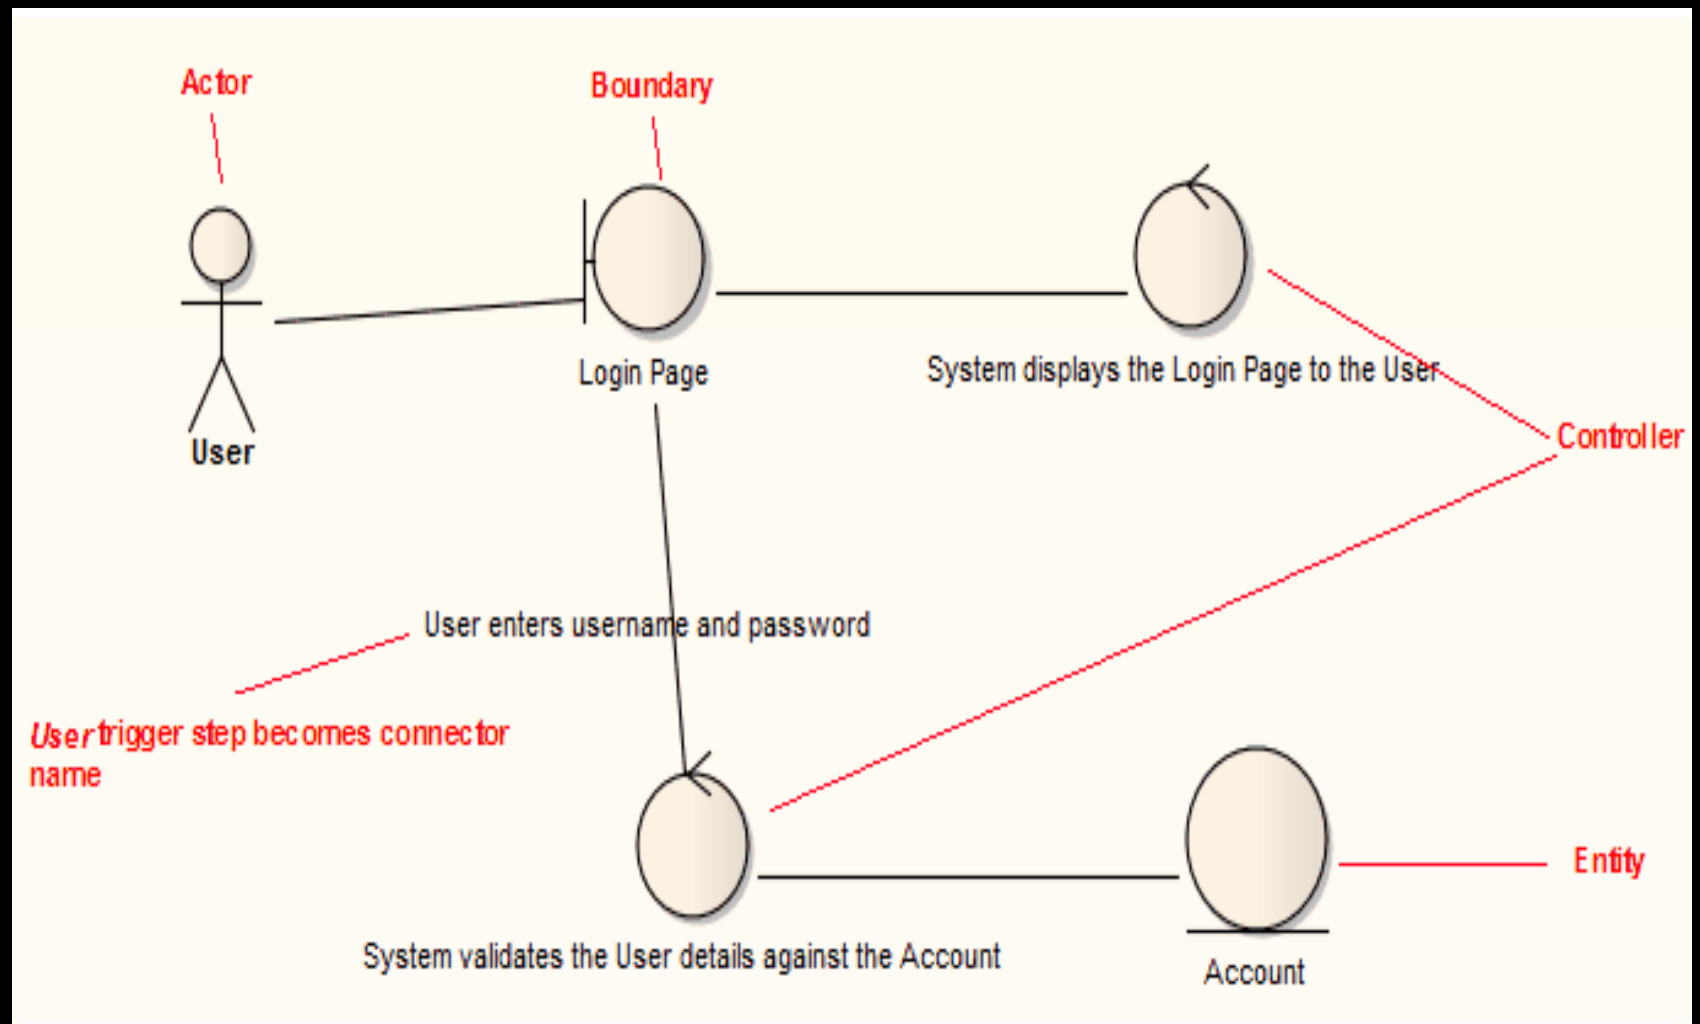 Actor
Boundary
Login Page
System displays the Login Page to the User
User
Controller
User enters username and password
User trigger step becomes connector
name
Entity
System validates the User details against the Account
Account